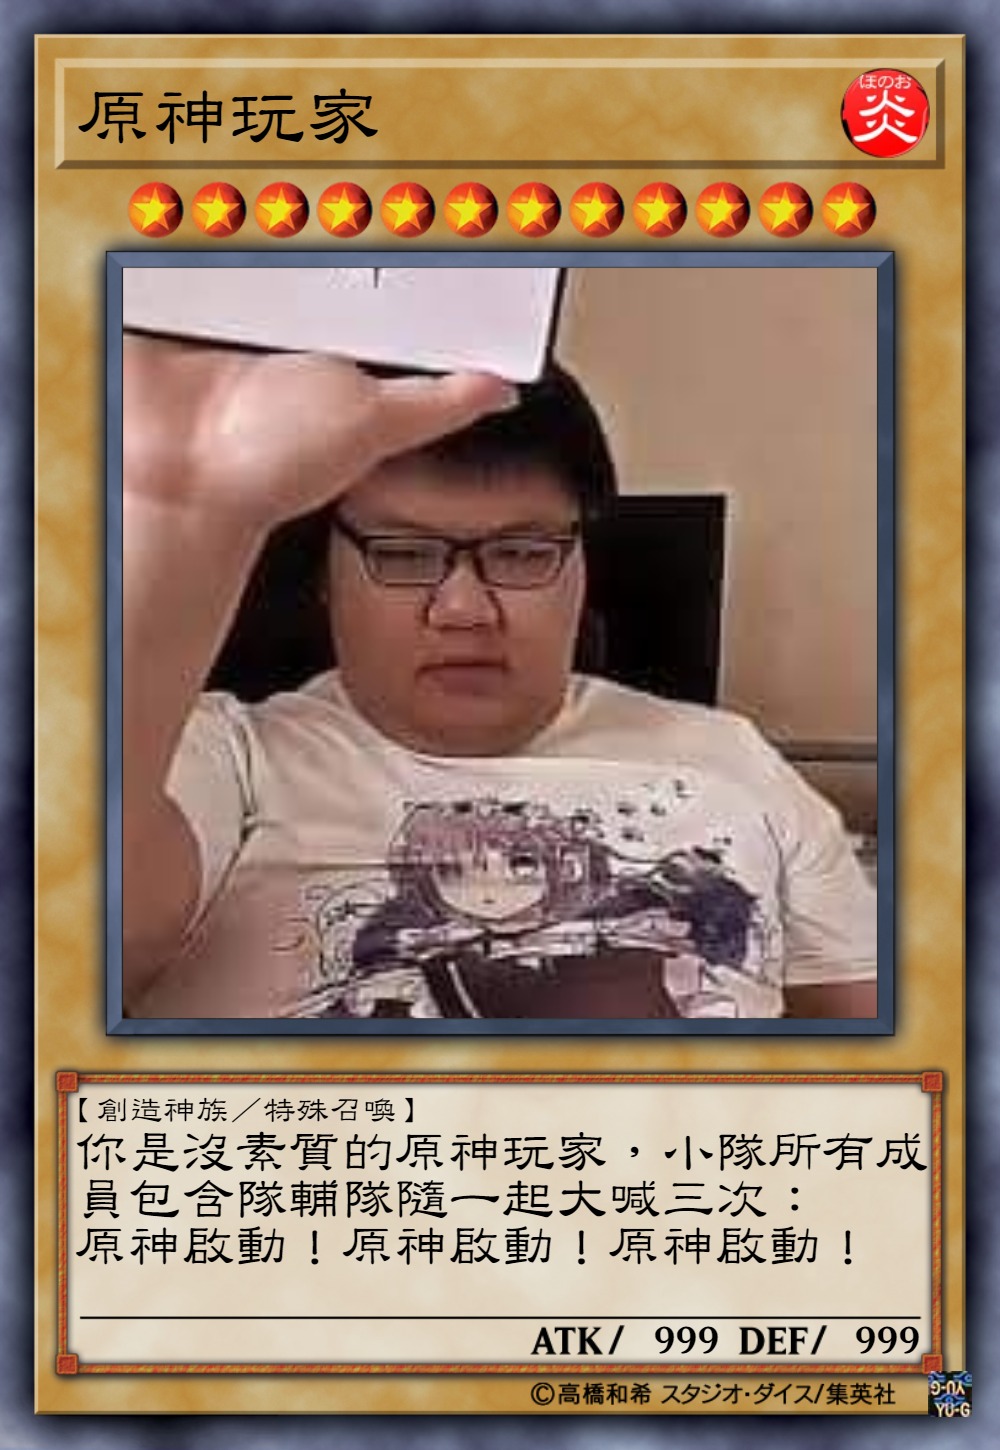 原神玩家
ほのお
炎
【創造神族／特殊召喚】
你是沒素質的原神玩家，小隊所有成
員包含隊輔隊隨一起大喊三次：
原神啟動！原神啟動！原神啟動！
ATK/ 999 DEF/ 999
©高橋和希 スタジオ·ダイス/集英社